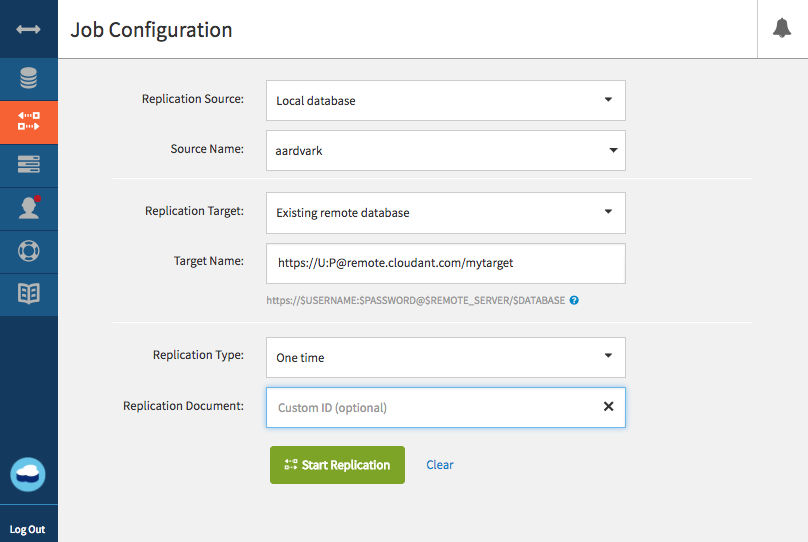 Job Configuration
Replication Source:
Local database
Source Name:
aardvark
Replication Target:
Existing remote database
Target Name:
https://U:P@remote.cloudant.com/mytarget
https://$USERNAME:$PASSWORD@$REMOTE_SERVER/$DATABASE ?
Replication Type:
One time
Replication Document:
Custom ID (optional)
Start Replication
Clear
Log Out